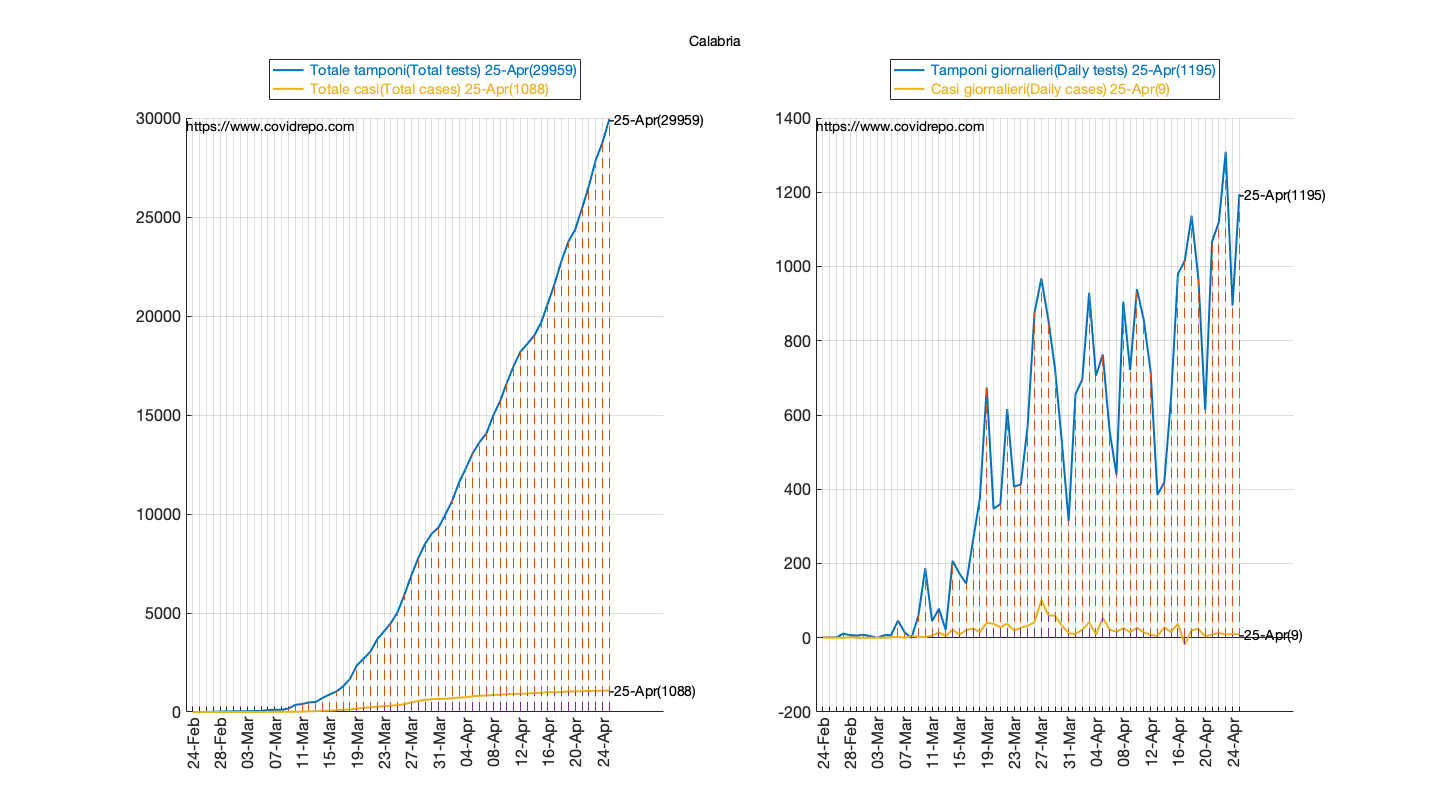 Calabria
Totale tamponi(Total tests) 25-Apr(29959)
Totale casi(Total cases) 25-Apr(1088)
30000
25000
20000
15000
10000
5000
0
https://www.covidrepo.com
25-Apr(29959)
25-Apr(1088)
24-Feb
28-Feb
03-Mar
07-Mar
11-Mar
15-Mar
19-Mar
23-Mar
27-Mar
31-Mar
04-Apr
08-Apr
12-Apr
16-Apr
20-Apr
24-Apr
Tamponi giornalieri(Daily tests) 25-Apr(1195)
Casi giornalieri(Daily cases) 25-Apr(9)
1400
1200
1000
800
600
400
200
0
-200
https://www.covidrepo.com
25-Apr(1195)
25-Apr(9)
24-Feb
28-Feb
03-Mar
07-Mar
11-Mar
15-Mar
19-Mar
23-Mar
27-Mar
31-Mar
04-Apr
08-Apr
12-Apr
16-Apr
20-Apr
24-Apr